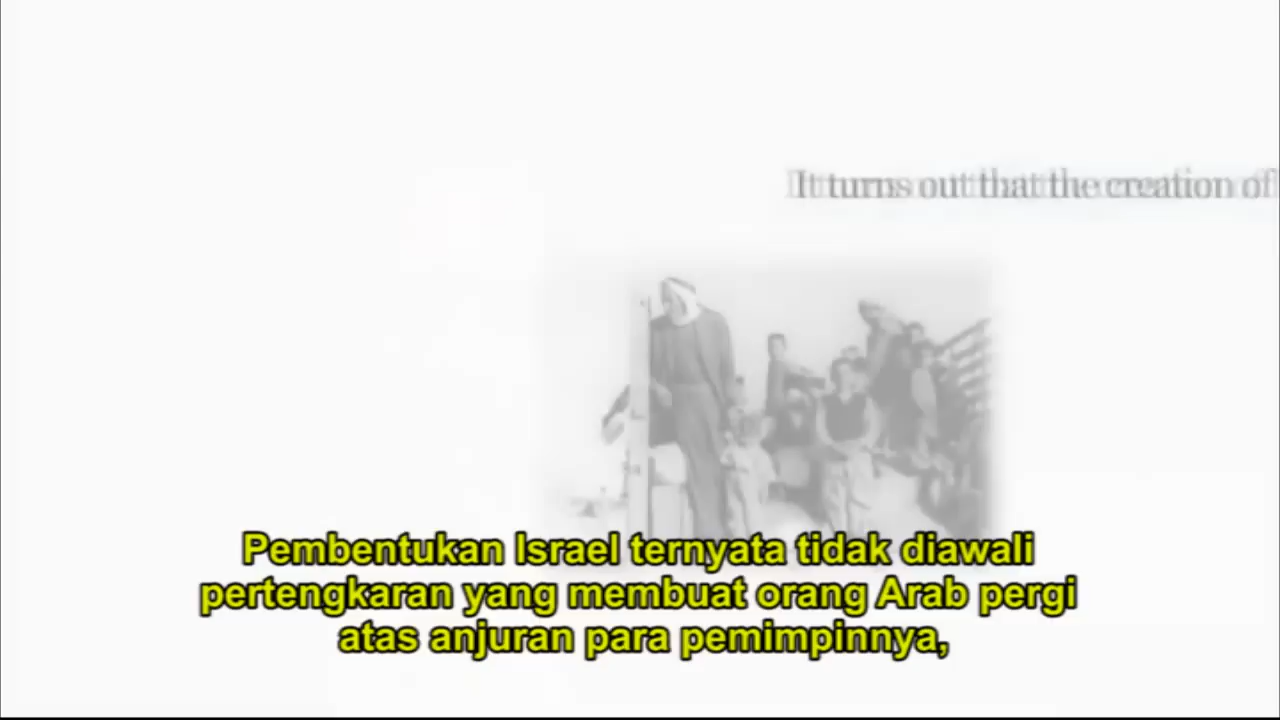 It turns out that the creation of
Pembentukan Israel ternyata tidak diawali
pertengkaran yang membuat orang Arab pergi
atas anjuran para pemimpinnya,